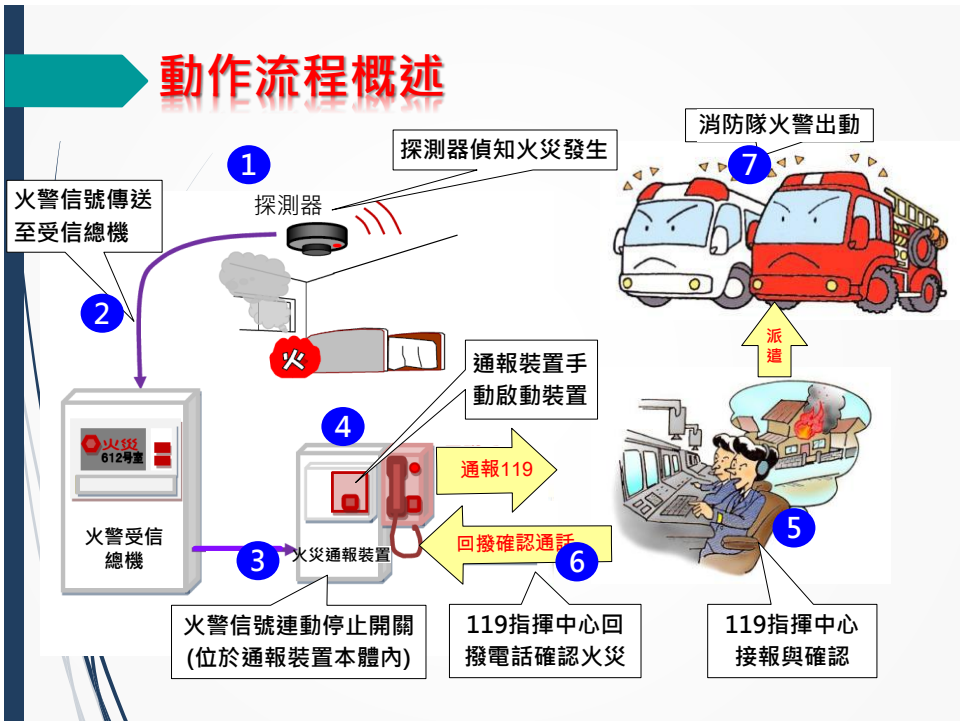 動作流程概述
1
探測器偵知火災發生
探測器
火警信號傳送
至受信總機
2
火
消防隊火警出動
7
派
遣
通報裝置手
動啟動裝置
4
火災
612号室
火警受信
總機
3
火災通報裝置
通報119
回撥確認通話
6
5
火警信號連動停止開關
(位於通報裝置本體內)
119指揮中心回
撥電話確認火災
119指揮中心
接報與確認